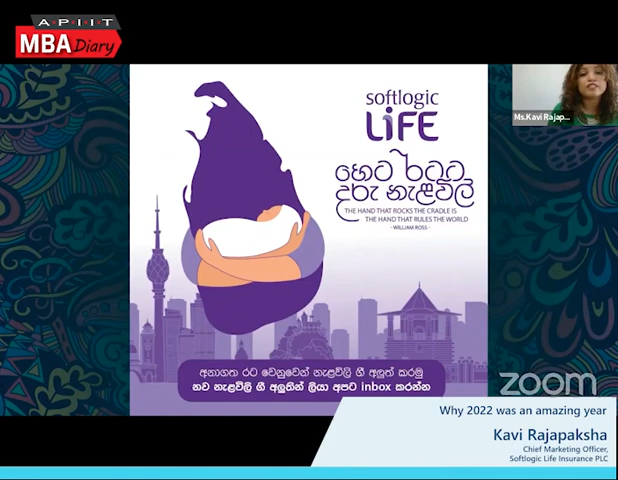 APIIT
MBA Diary
softlogic
LIFE
Ms.Kavi Rajap...
හෙට රටට
දරු නැළවිලි
THE HAND THAT ROCKS THE CRADLE IS
THE HAND THAT RULES THE WORLD
- WILLIAM ROSS -
අනාගත රට වෙනුවෙන් නැළවිලි ගී අලුත් කරමු
නව නැළවිලි ගී අලුතින් ලියා අපට inbox කරන්න
zoom
Why 2022 was an amazing year
Kavi Rajapaksha
Chief Marketing Officer,
Softlogic Life Insurance PLC